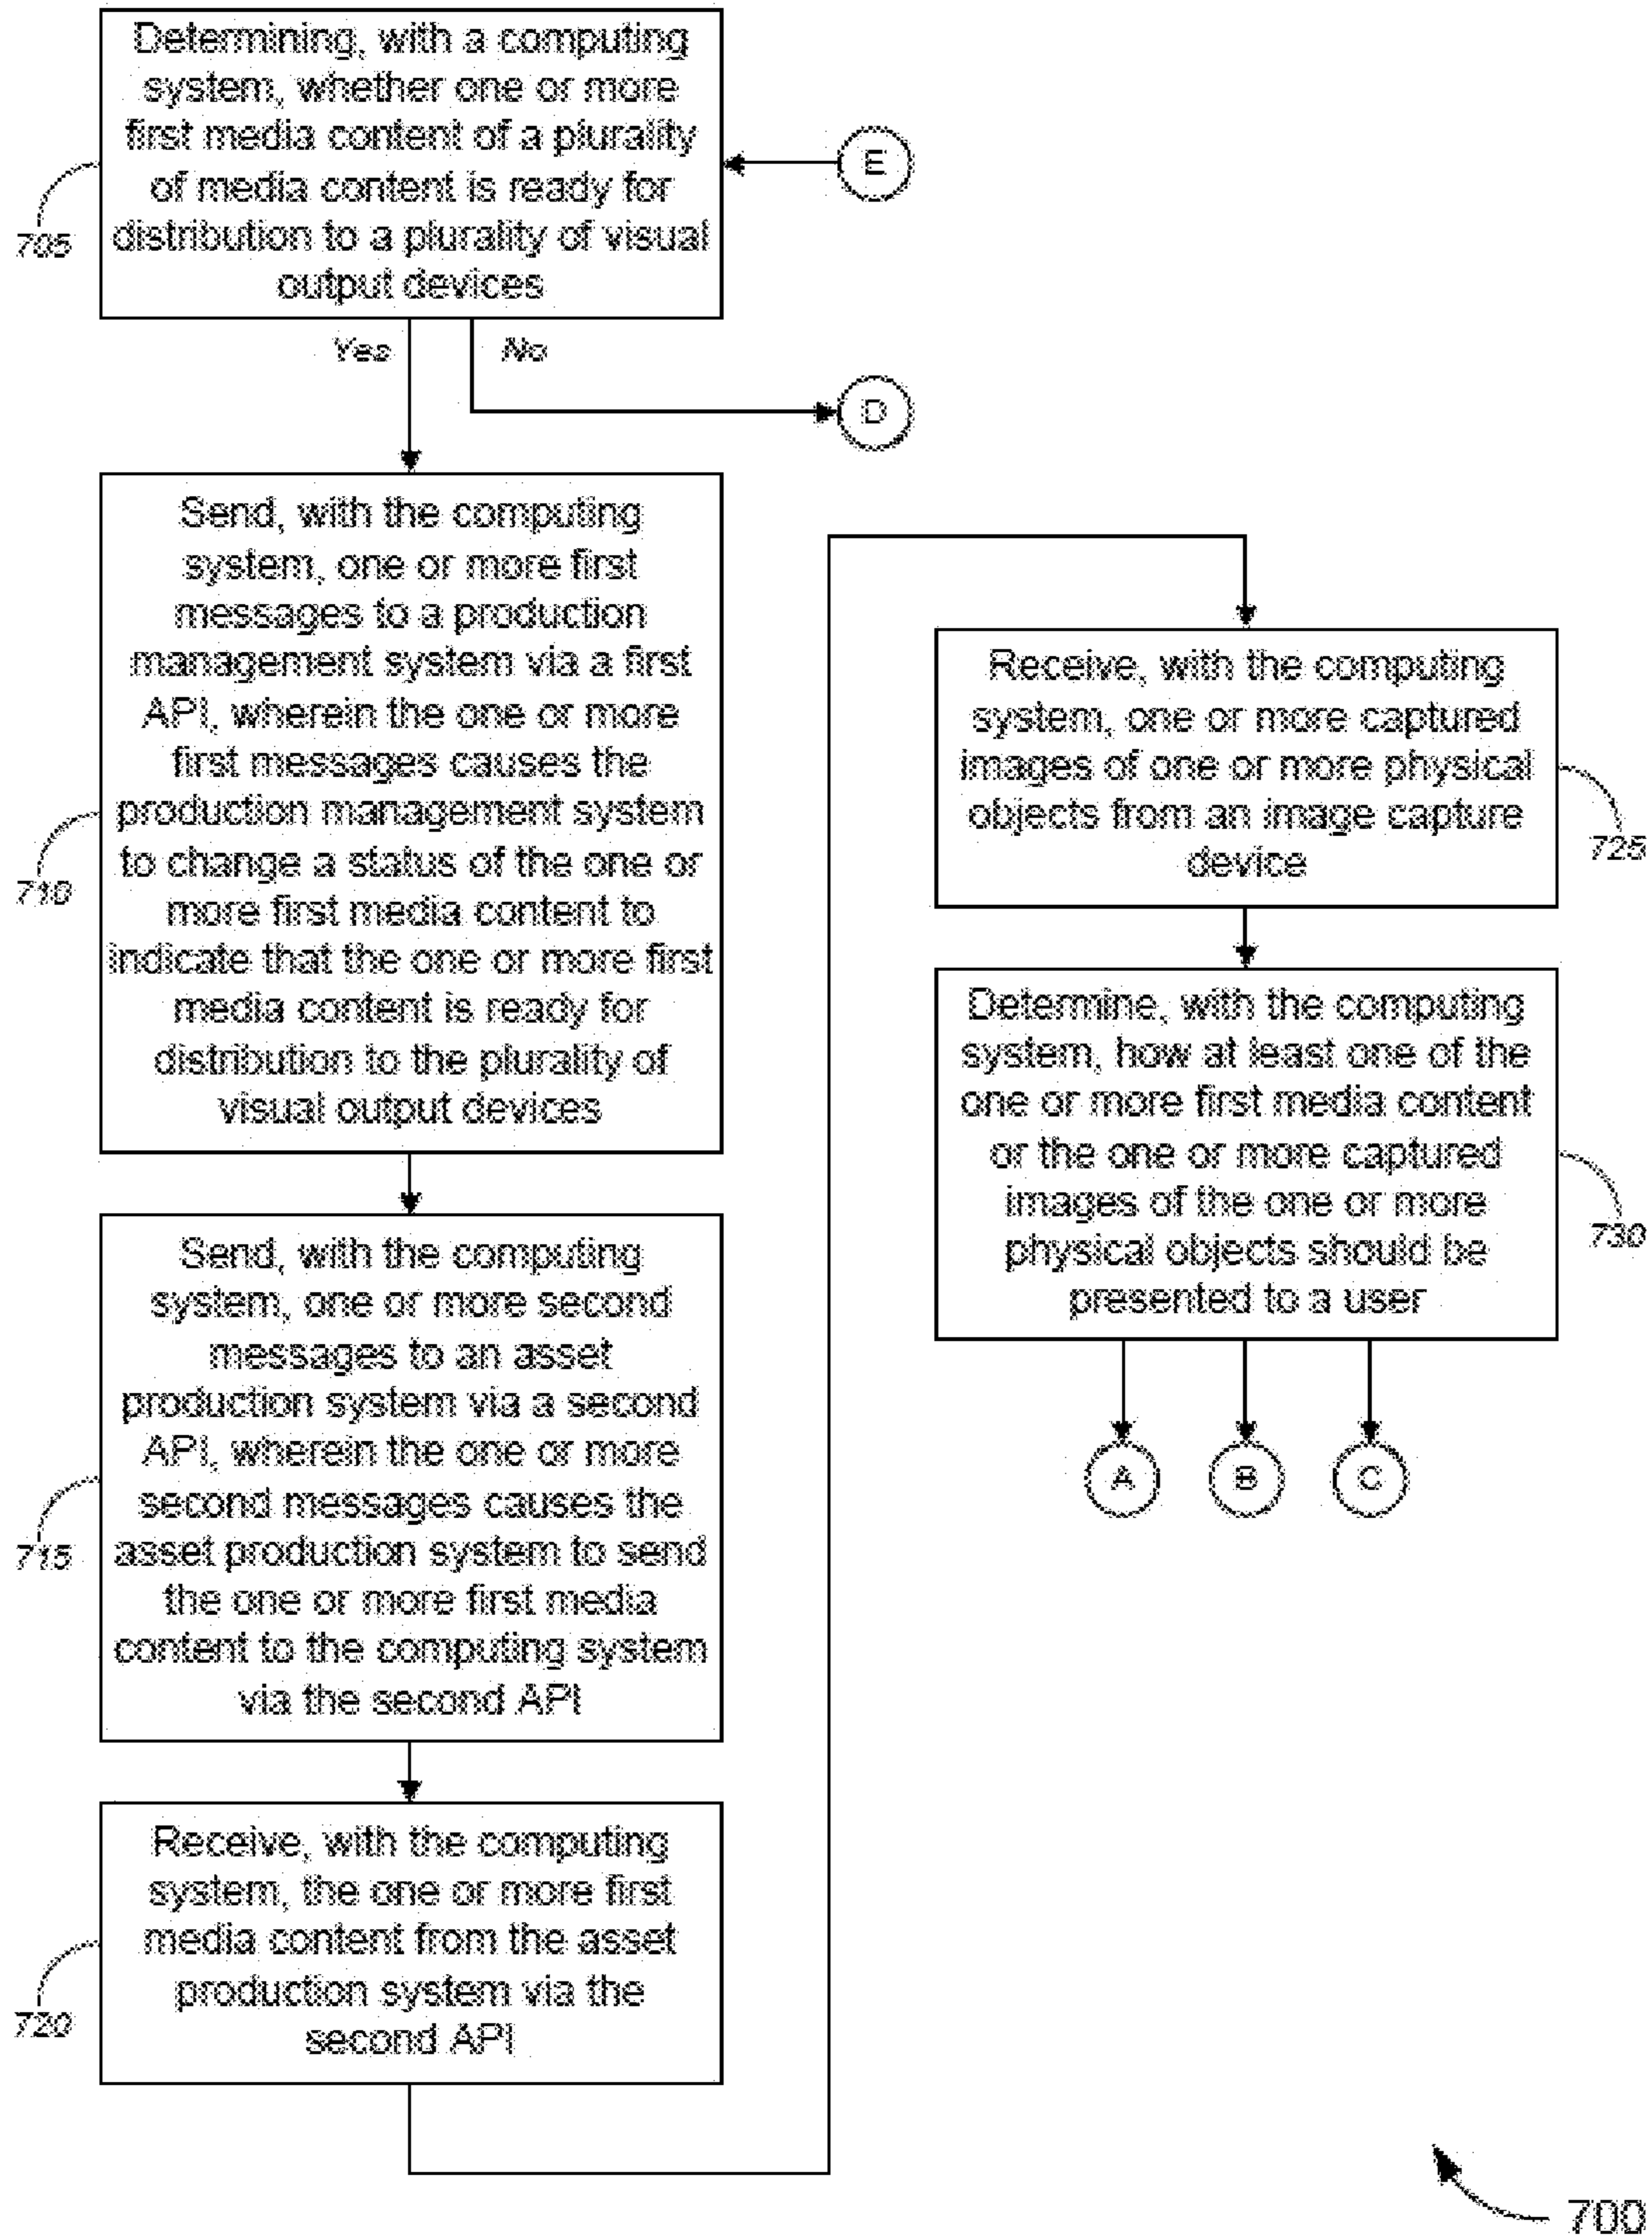 Determining, with a computing
system, whether one or more
first media content of a plurality
of media content is ready for
distribution to a plurality of visual
output devices
705
E
Yes
No
D
Send, with the computing
system, one or more first
messages to a production
management system via a first
API, wherein the one or more
first messages causes the
production management system
to change a status of the one or
more first media content to
indicate that the one or more first
media content is ready for
distribution to the plurality of
visual output devices
710
Send, with the computing
system, one or more second
messages to an asset
production system via a second
API, wherein the one or more
second messages causes the
asset production system to send
the one or more first media
content to the computing system
via the second API
715
Receive, with the computing
system, the one or more first
media content from the asset
production system via the
second API
720
Receive, with the computing
system, one or more captured
images of one or more physical
objects from an image capture
device
725
Determine, with the computing
system, how at least one of the
one or more first media content
or the one or more captured
images of the one or more
physical objects should be
presented to a user
730
A
B
C
700